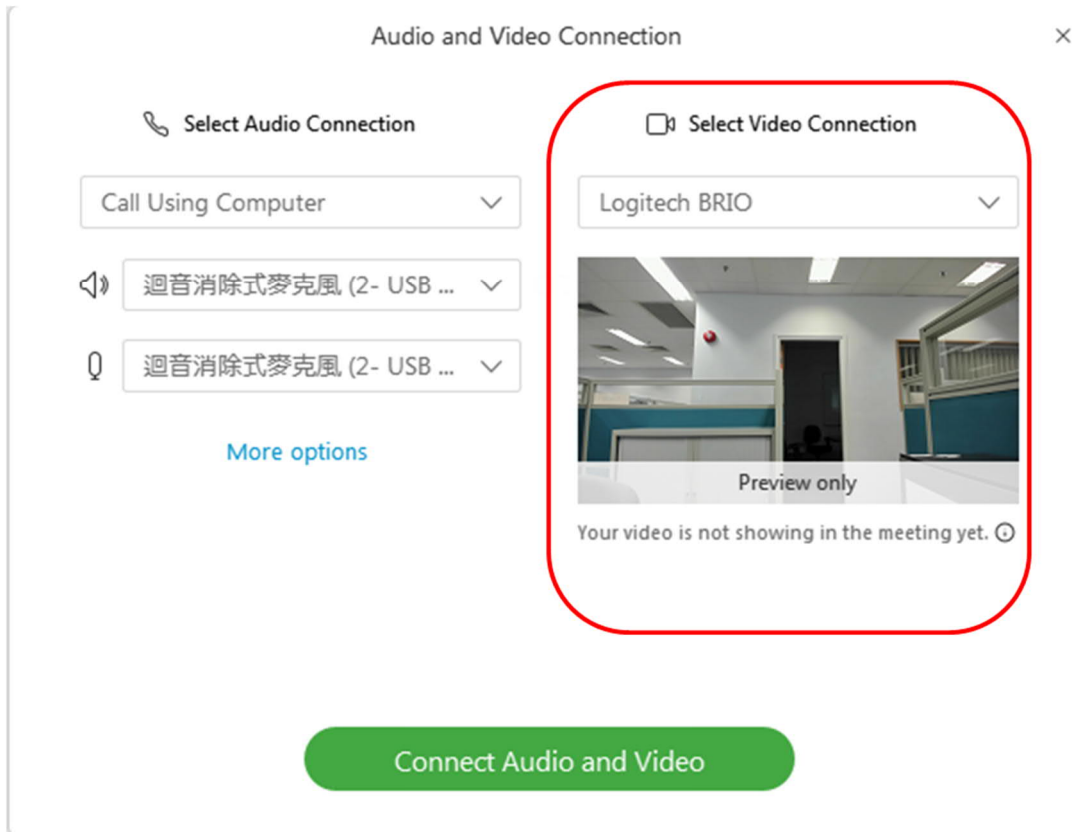 Audio and Video Connection
Select Audio Connection
Call Using Computer
迴音消除式麥克風 (2- USB ...
迴音消除式麥克風 (2- USB ...
More options
Select Video Connection
Logitech BRIO
Preview only
Your video is not showing in the meeting yet.
Connect Audio and Video